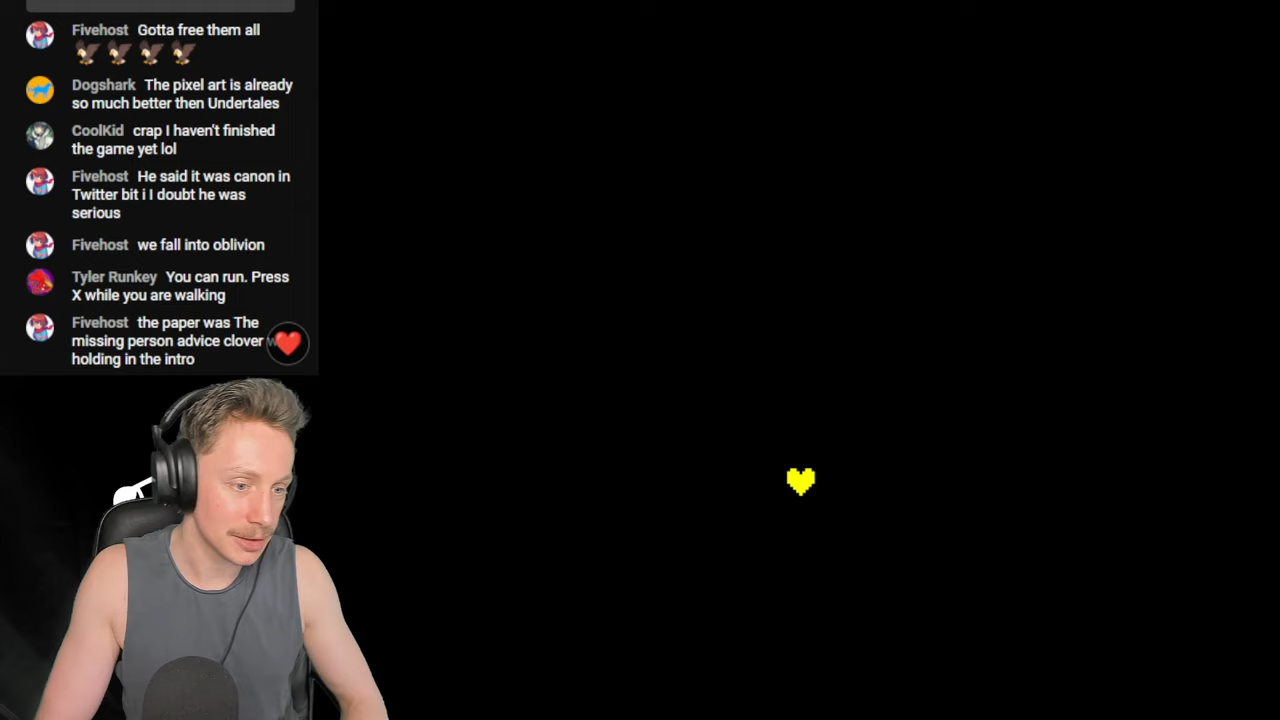 Fivehost Gotta free them all
Dogshark The pixel art is already
so much better then Undertales
CoolKid crap I haven't finished
the game yet lol
Fivehost He said it was canon in
Twitter bit i I doubt he was
serious
Fivehost we fall into oblivion
Tyler Runkey You can run. Press
X while you are walking
Fivehost the paper was The
missing person advice clover
holding in the intro